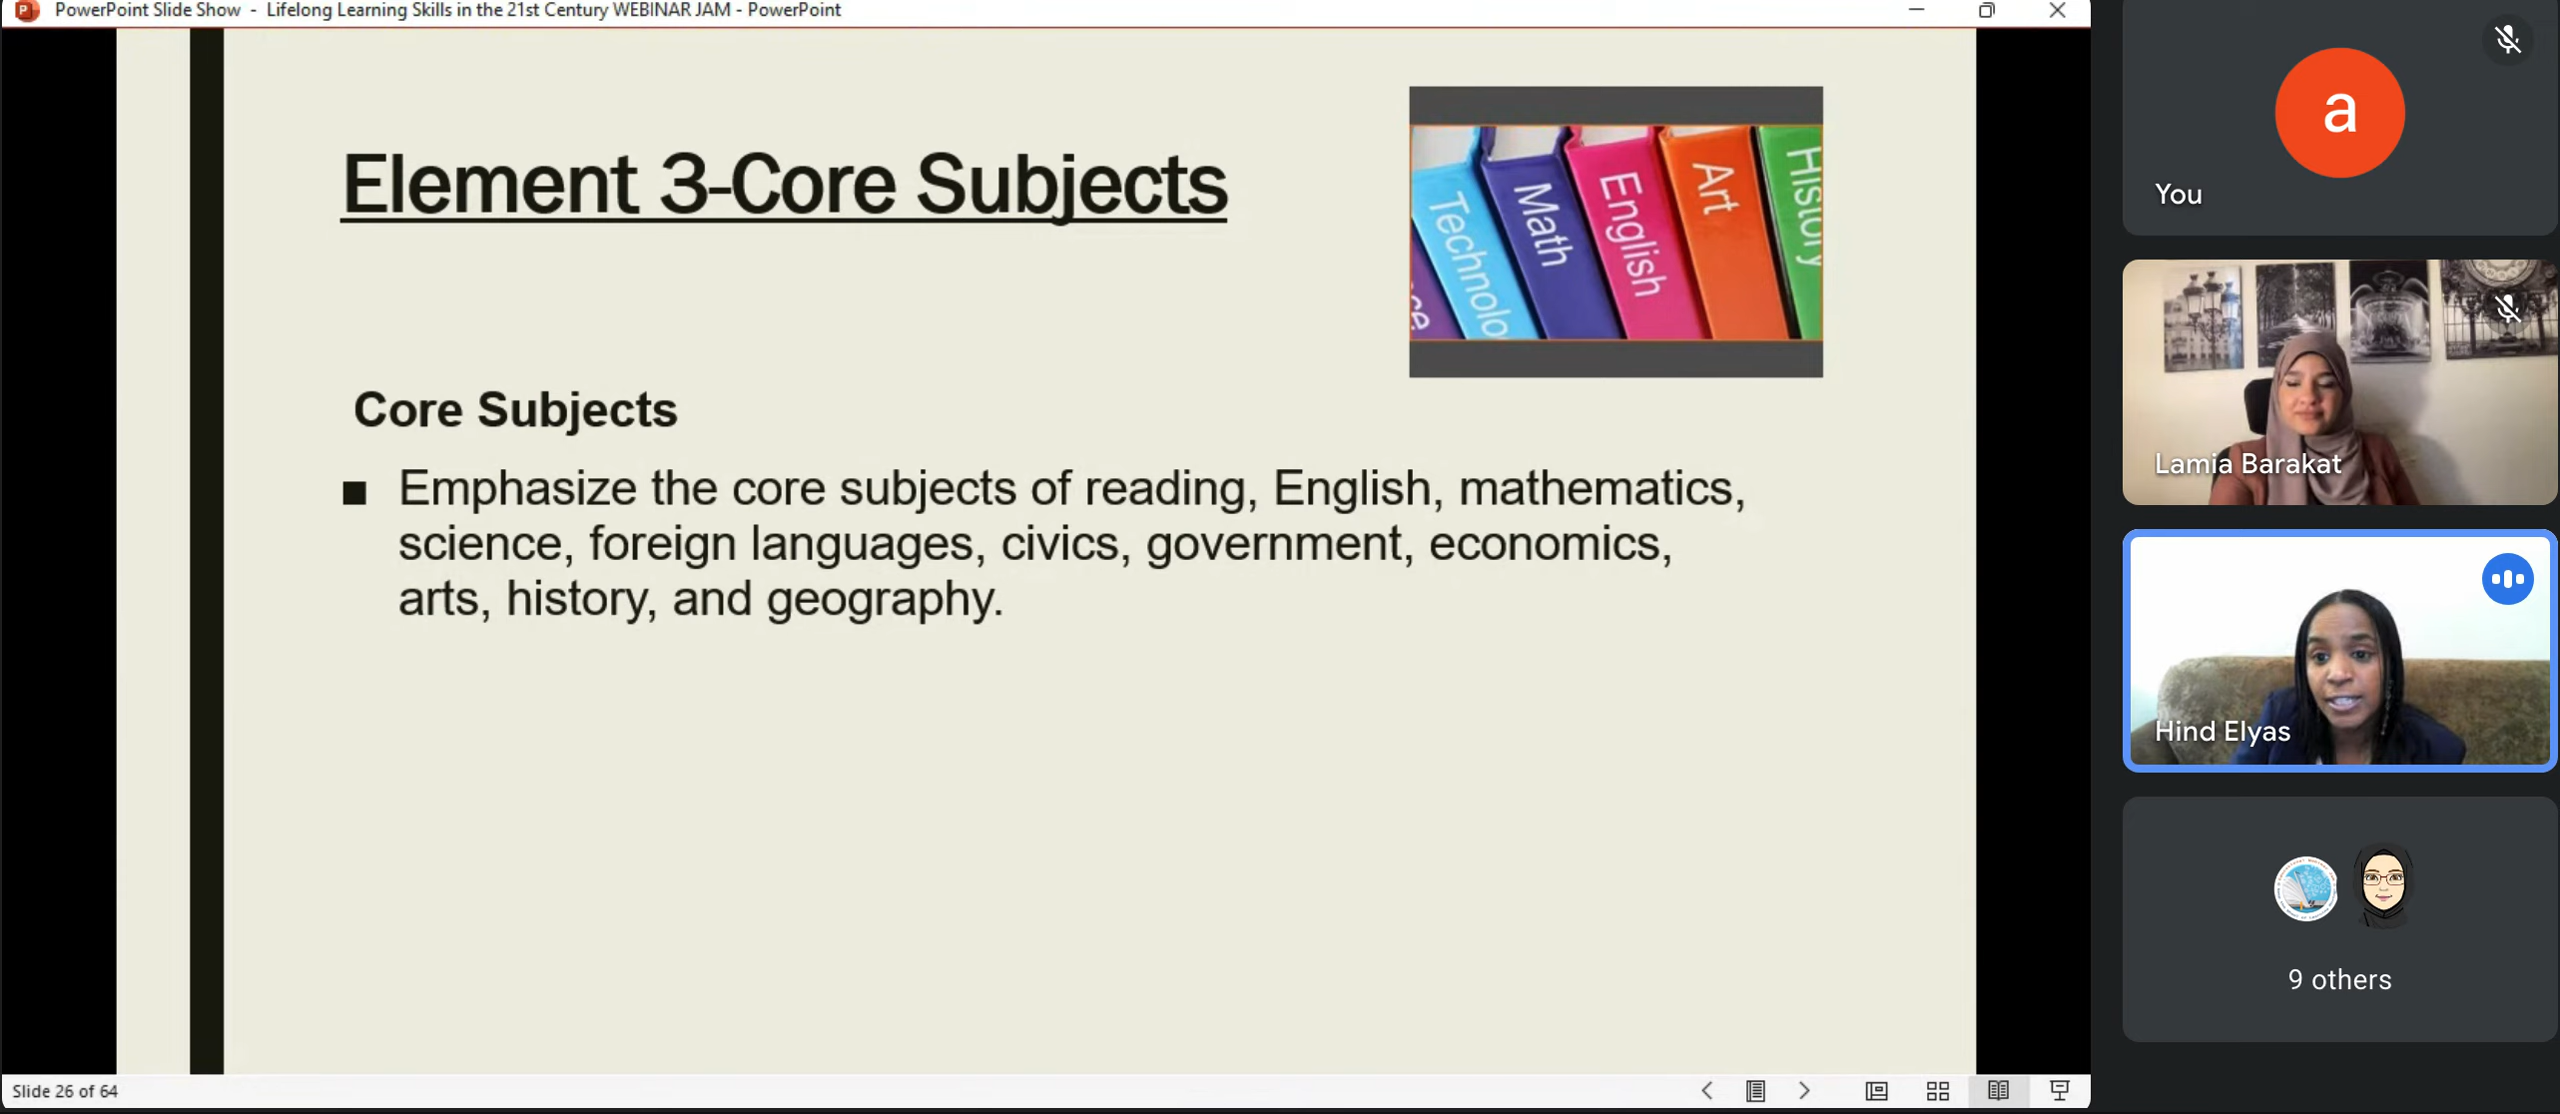 PowerPoint Slide Show - Lifelong Learning Skills in the 21st Century WEBINAR JAM - PowerPoint
Element 3-Core Subjects
Technolo
Math
English
Art
History
ce
Core Subjects
■ Emphasize the core subjects of reading, English, mathematics,
science, foreign languages, civics, government, economics,
arts, history, and geography.
Slide 26 of 64
a
You
Lamia Barakat
Hind Elyas
9 others